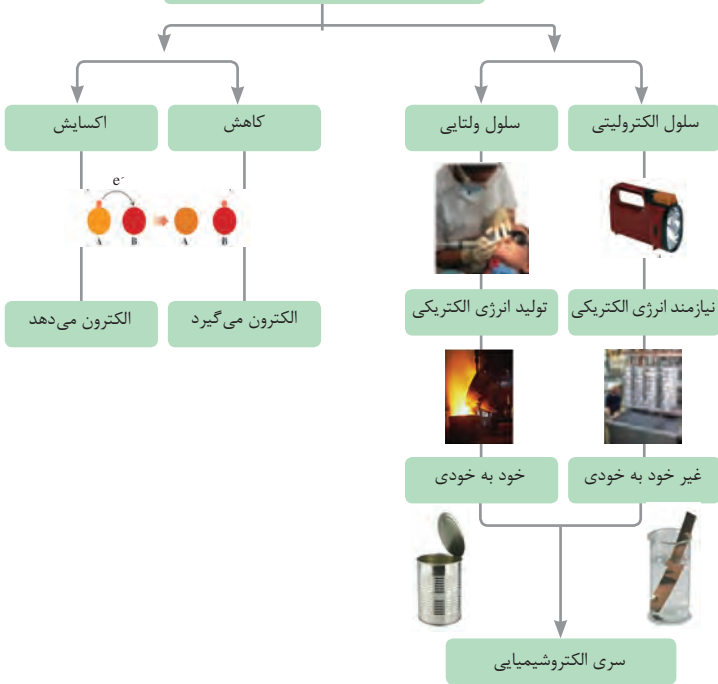 سلول الکترولیتی
سلول ولتایی
کاهش
اکسایش
e-
A B A B
نیازمند انرژی الکتریکی
تولید انرژی الکتریکی
الکترون می‌گیرد
الکترون می‌دهد
غیر خود به خودی
خود به خودی
سری الکتروشیمیایی